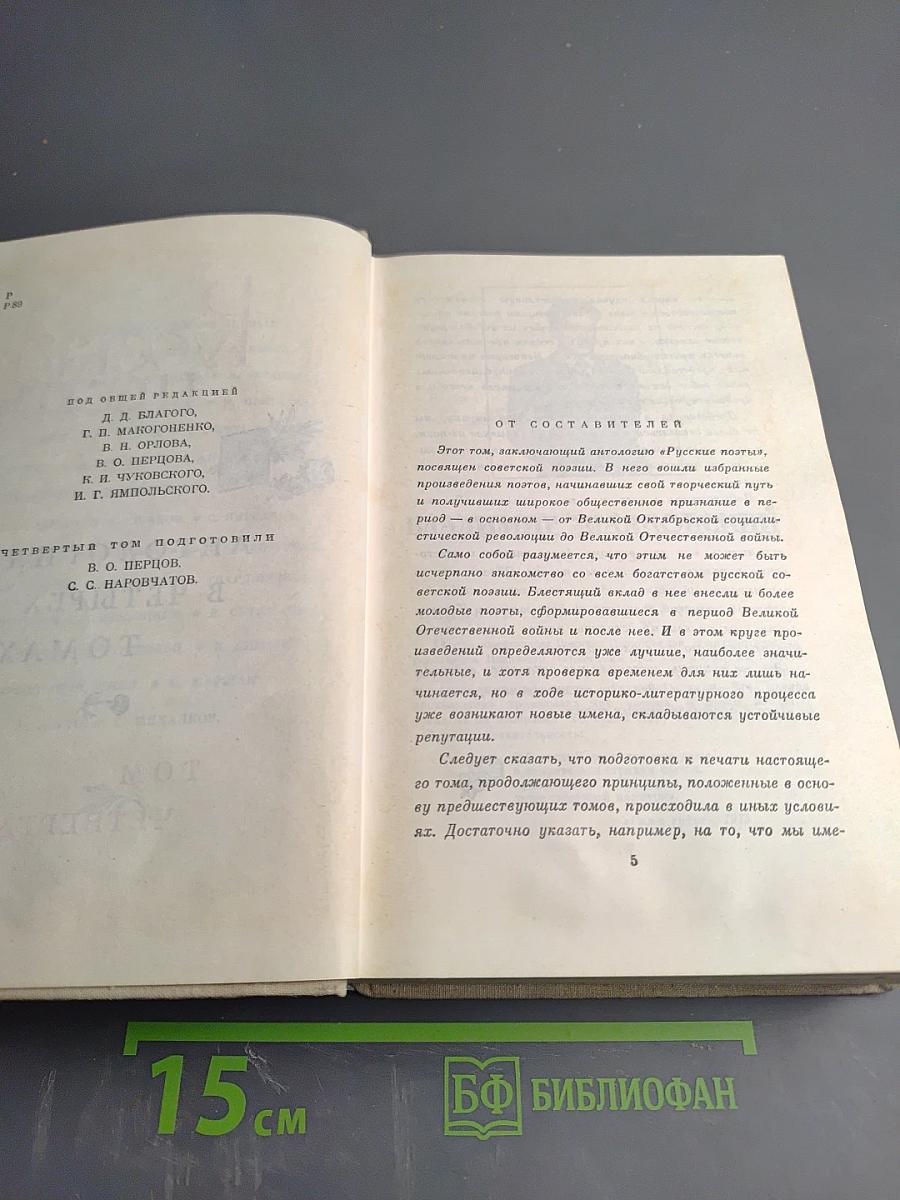 Р
Р 89
ПОД ОБЩЕЙ РЕДАКЦИЕЙ
Д. Д. БЛАГОГО,
Г. П. МАКОГОНЕНКО,
В. Н. ОРЛОВА,
В. О. ПЕРЦОВА,
К. И. ЧУКОВСКОГО,
И. Г. ЯМПОЛЬСКОГО.
ЧЕТВЕРТЫЙ ТОМ ПОДГОТОВИЛИ
В. О. ПЕРЦОВ,
С. С. НАРОВЧАТОВ.
ОТ СОСТАВИТЕЛЕЙ
Этот том, заключающий антологию «Русские поэты»,
посвящен советской поэзии. В него вошли избранные
произведения поэтов, начинавших свой творческий путь
и получивших широкое общественное признание в пе-
риод — в основном — от Великой Октябрьской социали-
стической революции до Великой Отечественной войны.
Само собой разумеется, что этим не может быть
исчерпано знакомство со всем богатством русской со-
ветской поэзии. Блестящий вклад в нее внесли и более
молодые поэты, сформировавшиеся в период Великой
Отечественной войны и после нее. И в этом круге про-
изведений определяются уже лучшие, наиболее значи-
тельные, и хотя проверка временем для них лишь на-
чинается, но в ходе историко-литературного процесса
уже возникают новые имена, складываются устойчивые
репутации.
Следует сказать, что подготовка к печати настояще-
го тома, продолжающего принципы, положенные в осно-
ву предшествующих томов, происходила в иных услови-
ях. Достаточно указать, например, на то, что мы име-
5
15 см
БФ БИБЛИОФАН